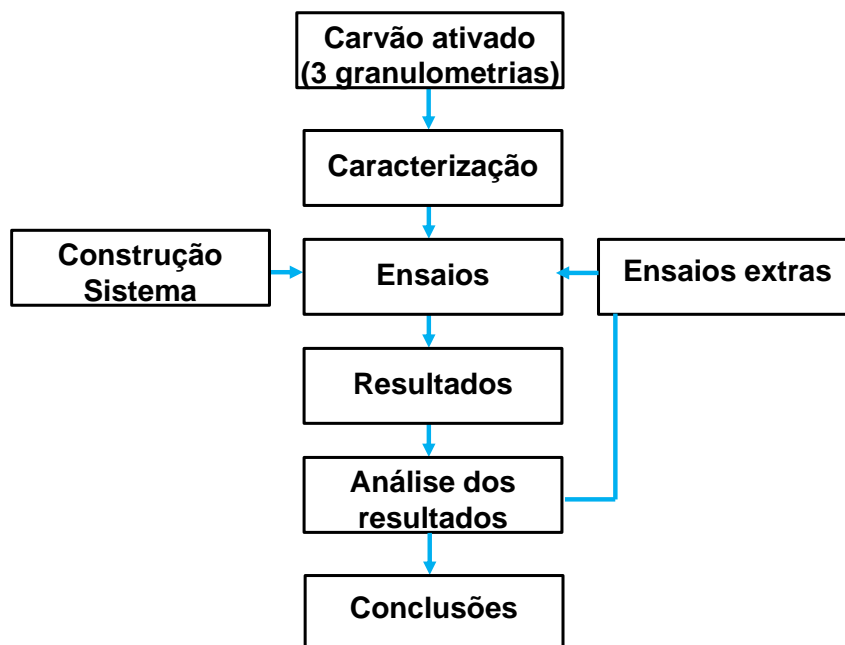 Carvão ativado
(3 granulometrias)
Caracterização
Construção
Sistema
Ensaios
Ensaios extras
Resultados
Análise dos
resultados
Conclusões